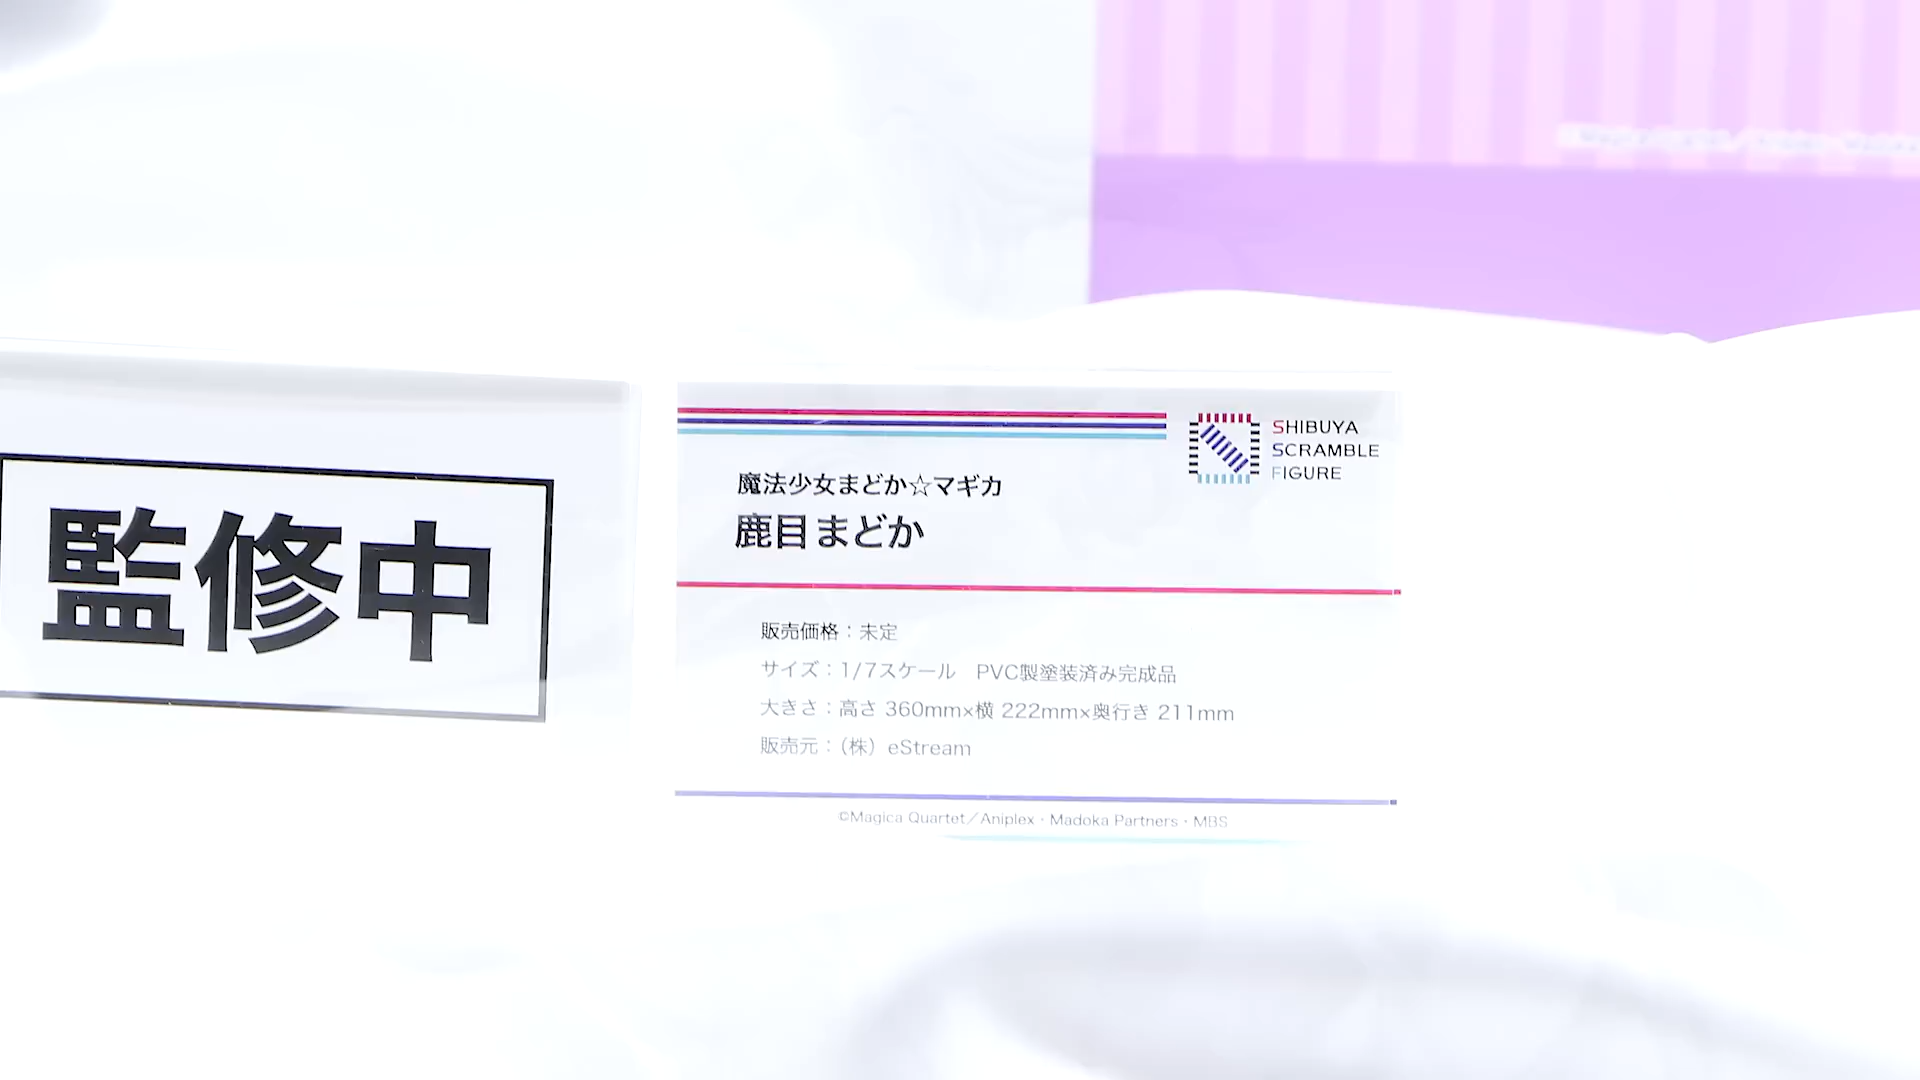 監修中
SHIBUYA
SCRAMBLE
FIGURE
魔法少女まどか☆マギカ
鹿目まどか
販売価格：未定
サイズ：1/7スケール　PVC製塗装済み完成品
大きさ：高さ 360mm×横 222mm×奥行き 211mm
販売元：（株）eStream
©Magica Quartet／Aniplex・Madoka Partners・MBS